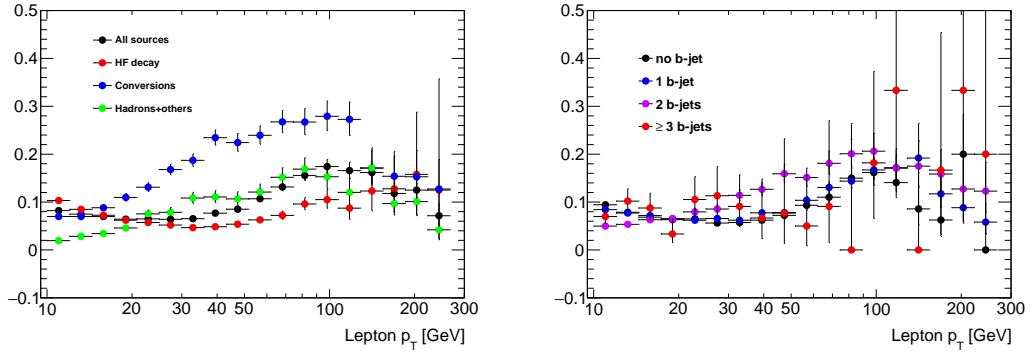 0.5
0.4
0.3
0.2
0.1
0
−0.1
All sources
HF decay
Conversions
Hadrons+others
10 20 30 40 50 100 200 300
Lepton p_T [GeV]
0.5
0.4
0.3
0.2
0.1
0
−0.1
no b-jet
1 b-jet
2 b-jets
≥ 3 b-jets
10 20 30 40 50 100 200 300
Lepton p_T [GeV]